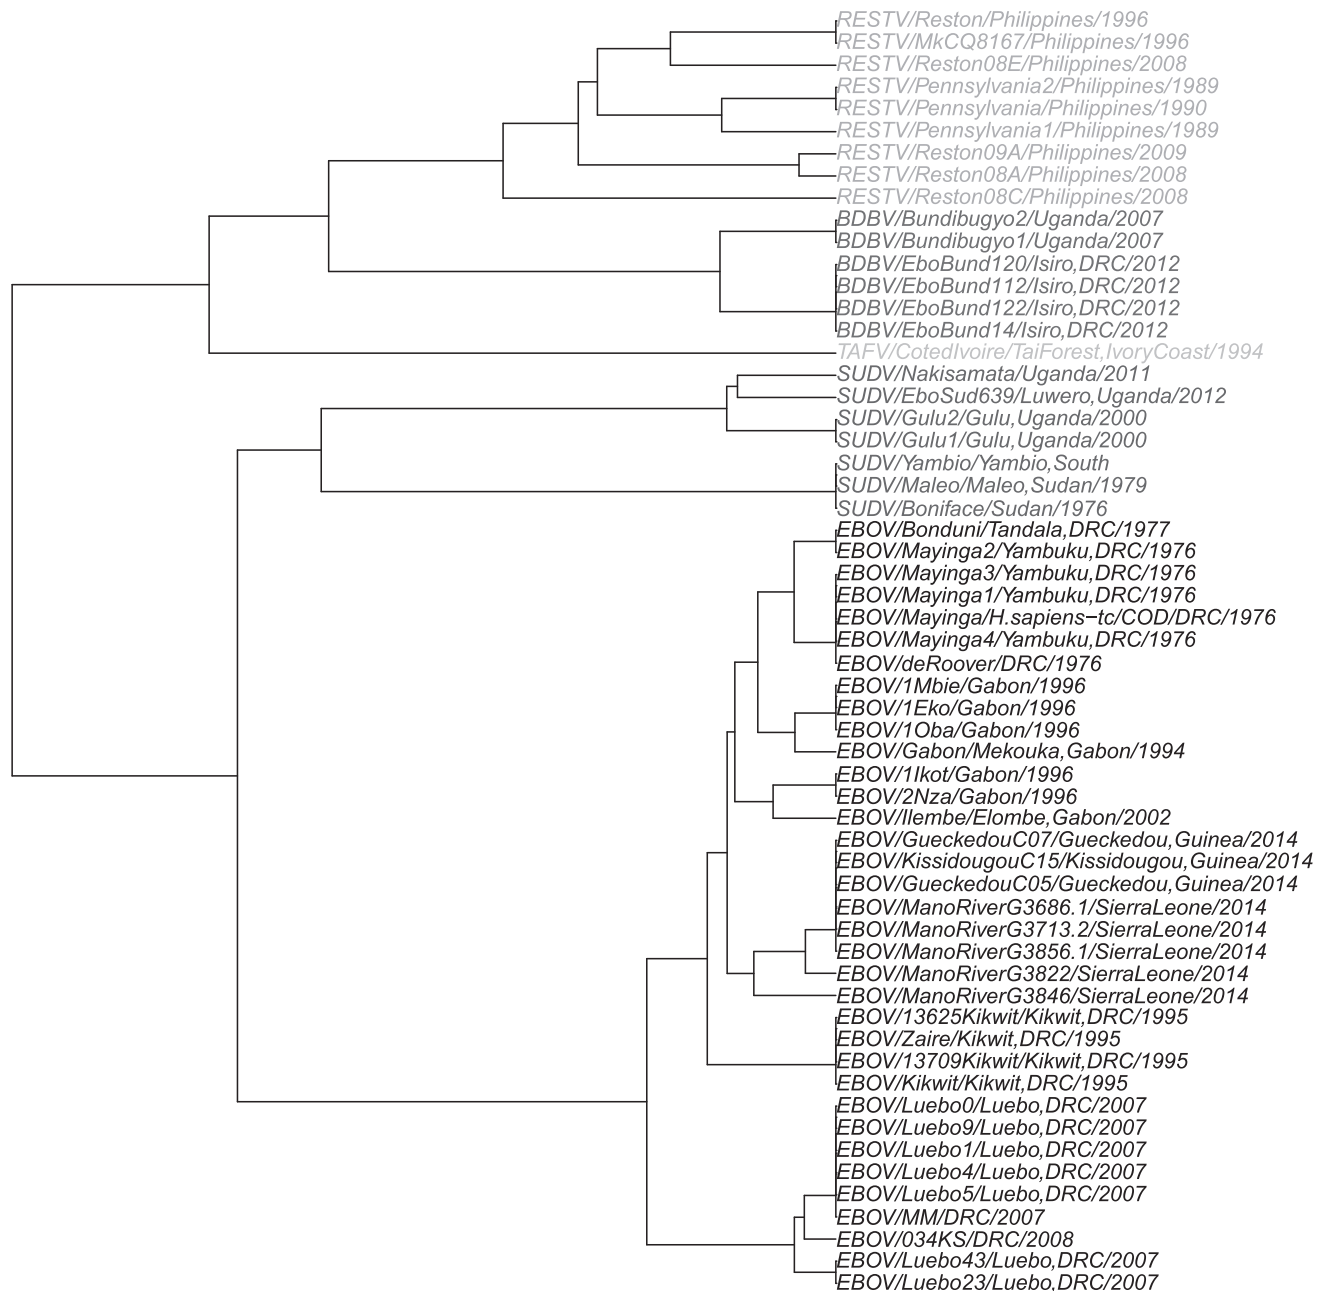 RESTV/Reston/Philippines/1996
RESTV/MkCQ8167/Philippines/1996
RESTV/Reston08E/Philippines/2008
RESTV/Pennsylvania2/Philippines/1989
RESTV/Pennsylvania/Philippines/1990
RESTV/Pennsylvania1/Philippines/1989
RESTV/Reston09A/Philippines/2009
RESTV/Reston08A/Philippines/2008
RESTV/Reston08C/Philippines/2008
BDBV/Bundibugyo2/Uganda/2007
BDBV/Bundibugyo1/Uganda/2007
BDBV/EboBund120/Isiro,DRC/2012
BDBV/EboBund112/Isiro,DRC/2012
BDBV/EboBund122/Isiro,DRC/2012
BDBV/EboBund14/Isiro,DRC/2012
TAFV/CotedIvoire/TaiForest,IvoryCoast/1994
SUDV/Nakisamata/Uganda/2011
SUDV/EboSud639/Luwero,Uganda/2012
SUDV/Gulu2/Gulu,Uganda/2000
SUDV/Gulu1/Gulu,Uganda/2000
SUDV/Yambio/Yambio,South
SUDV/Maleo/Maleo,Sudan/1979
SUDV/Boniface/Sudan/1976
EBOV/Bonduni/Tandala,DRC/1977
EBOV/Mayinga2/Yambuku,DRC/1976
EBOV/Mayinga3/Yambuku,DRC/1976
EBOV/Mayinga1/Yambuku,DRC/1976
EBOV/Mayinga/H.sapiens−tc/COD/DRC/1976
EBOV/Mayinga4/Yambuku,DRC/1976
EBOV/deRoover/DRC/1976
EBOV/1Mbie/Gabon/1996
EBOV/1Eko/Gabon/1996
EBOV/1Oba/Gabon/1996
EBOV/Gabon/Mekouka,Gabon/1994
EBOV/1Ikot/Gabon/1996
EBOV/2Nza/Gabon/1996
EBOV/Ilembe/Elombe,Gabon/2002
EBOV/GueckedouC07/Gueckedou,Guinea/2014
EBOV/KissidougouC15/Kissidougou,Guinea/2014
EBOV/GueckedouC05/Gueckedou,Guinea/2014
EBOV/ManoRiverG3686.1/SierraLeone/2014
EBOV/ManoRiverG3713.2/SierraLeone/2014
EBOV/ManoRiverG3856.1/SierraLeone/2014
EBOV/ManoRiverG3822/SierraLeone/2014
EBOV/ManoRiverG3846/SierraLeone/2014
EBOV/13625Kikwit/Kikwit,DRC/1995
EBOV/Zaire/Kikwit,DRC/1995
EBOV/13709Kikwit/Kikwit,DRC/1995
EBOV/Kikwit/Kikwit,DRC/1995
EBOV/Luebo0/Luebo,DRC/2007
EBOV/Luebo9/Luebo,DRC/2007
EBOV/Luebo1/Luebo,DRC/2007
EBOV/Luebo4/Luebo,DRC/2007
EBOV/Luebo5/Luebo,DRC/2007
EBOV/MM/DRC/2007
EBOV/034KS/DRC/2008
EBOV/Luebo43/Luebo,DRC/2007
EBOV/Luebo23/Luebo,DRC/2007